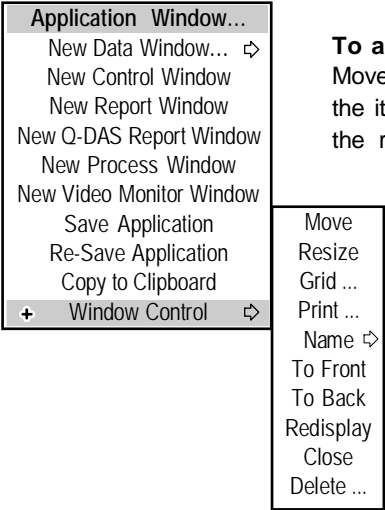 Application Window...
New Data Window... ⇨
New Control Window
New Report Window
New Q-DAS Report Window
New Process Window
New Video Monitor Window
Save Application
Re-Save Application
Copy to Clipboard
+ Window Control ⇨
Move
Resize
Grid ...
Print ...
Name ⇨
To Front
To Back
Redisplay
Close
Delete ...
To a
Move
the it
the r